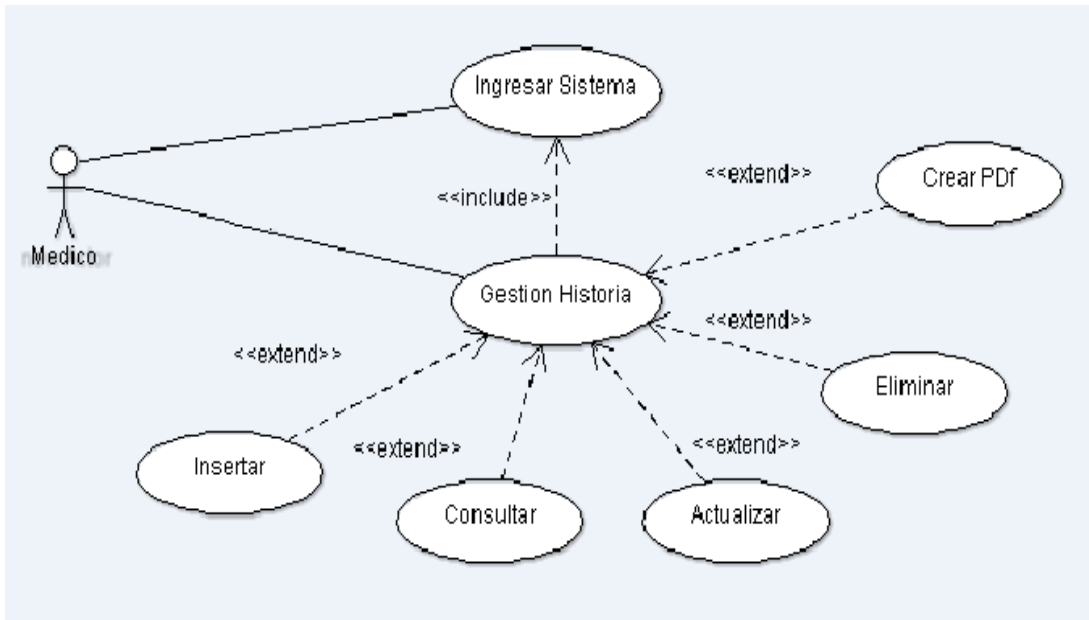 Ingresar Sistema
<<extend>>
Crear PDf
<<include>>
Medico
Gestion Historia
<<extend>>
<<extend>>
Eliminar
<<extend>>
<<extend>>
Insertar
Consultar
Actualizar